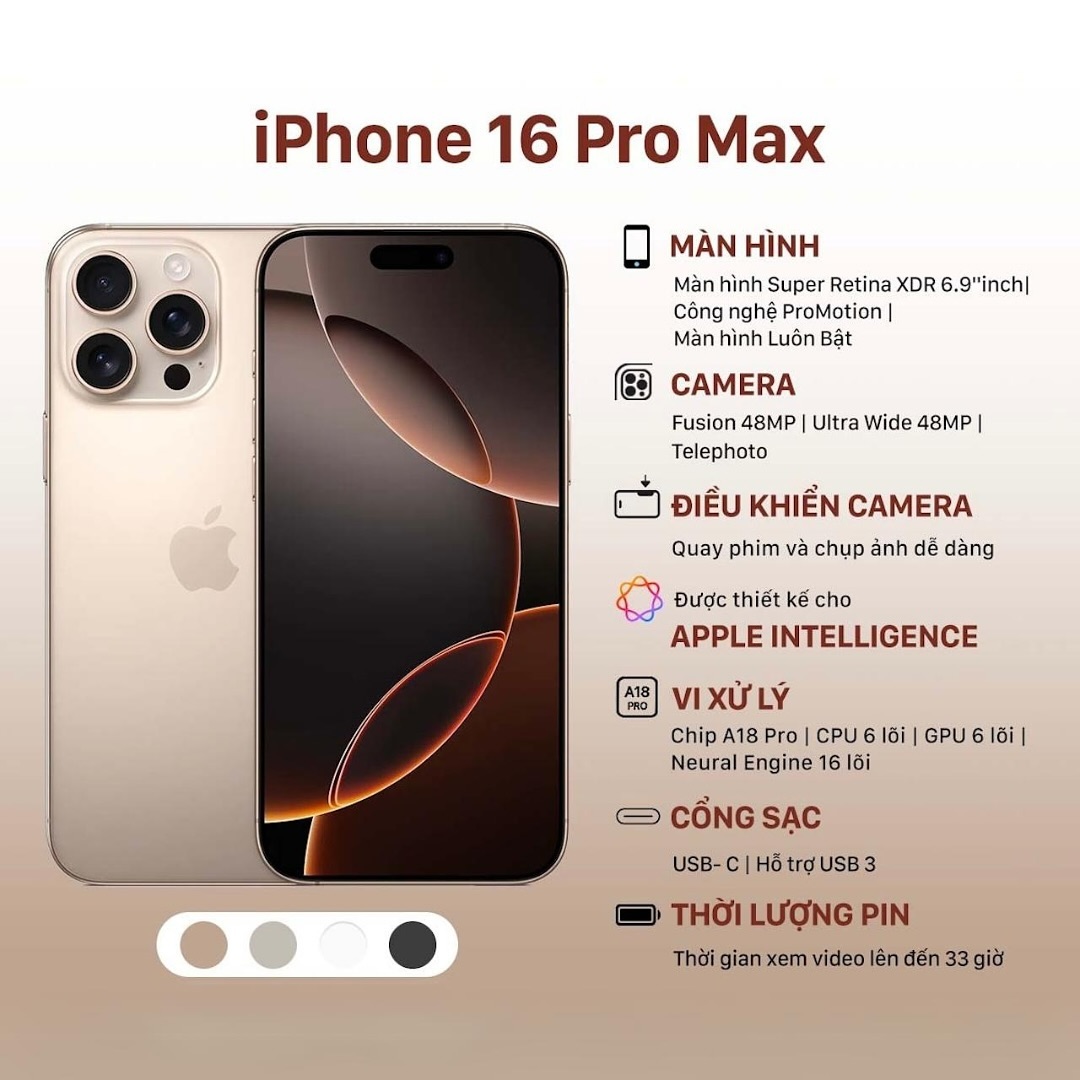 iPhone 16 Pro Max
MÀN HÌNH
Màn hình Super Retina XDR 6.9"inch|
Công nghệ ProMotion |
Màn hình Luôn Bật
CAMERA
Fusion 48MP | Ultra Wide 48MP |
Telephoto
ĐIỀU KHIỂN CAMERA
Quay phim và chụp ảnh dễ dàng
Được thiết kế cho
APPLE INTELLIGENCE
A18
PRO
VI XỬ LÝ
Chip A18 Pro | CPU 6 lõi | GPU 6 lõi |
Neural Engine 16 lõi
CỔNG SẠC
USB- C | Hỗ trợ USB 3
THỜI LƯỢNG PIN
Thời gian xem video lên đến 33 giờ